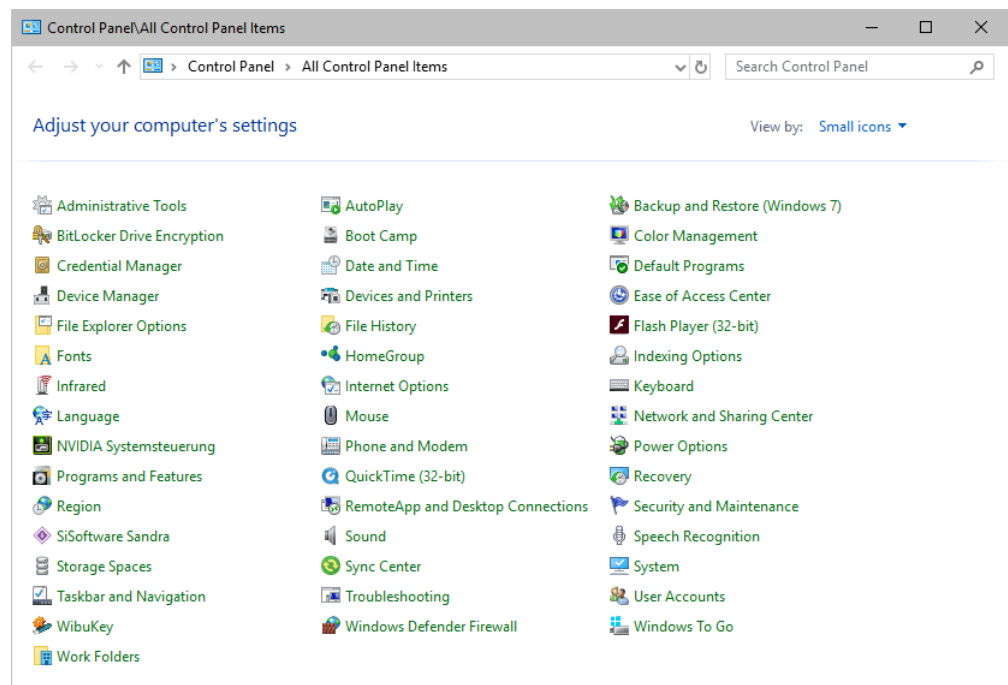 Control Panel\All Control Panel Items
Control Panel > All Control Panel Items
Search Control Panel
Adjust your computer's settings
View by: Small icons
Administrative Tools
AutoPlay
Backup and Restore (Windows 7)
BitLocker Drive Encryption
Boot Camp
Color Management
Credential Manager
Date and Time
Default Programs
Device Manager
Devices and Printers
Ease of Access Center
File Explorer Options
File History
Flash Player (32-bit)
Fonts
HomeGroup
Indexing Options
Infrared
Internet Options
Keyboard
Language
Mouse
Network and Sharing Center
NVIDIA Systemsteuerung
Phone and Modem
Power Options
Programs and Features
QuickTime (32-bit)
Recovery
Region
RemoteApp and Desktop Connections
Security and Maintenance
SiSoftware Sandra
Sound
Speech Recognition
Storage Spaces
Sync Center
System
Taskbar and Navigation
Troubleshooting
User Accounts
WibuKey
Windows Defender Firewall
Windows To Go
Work Folders